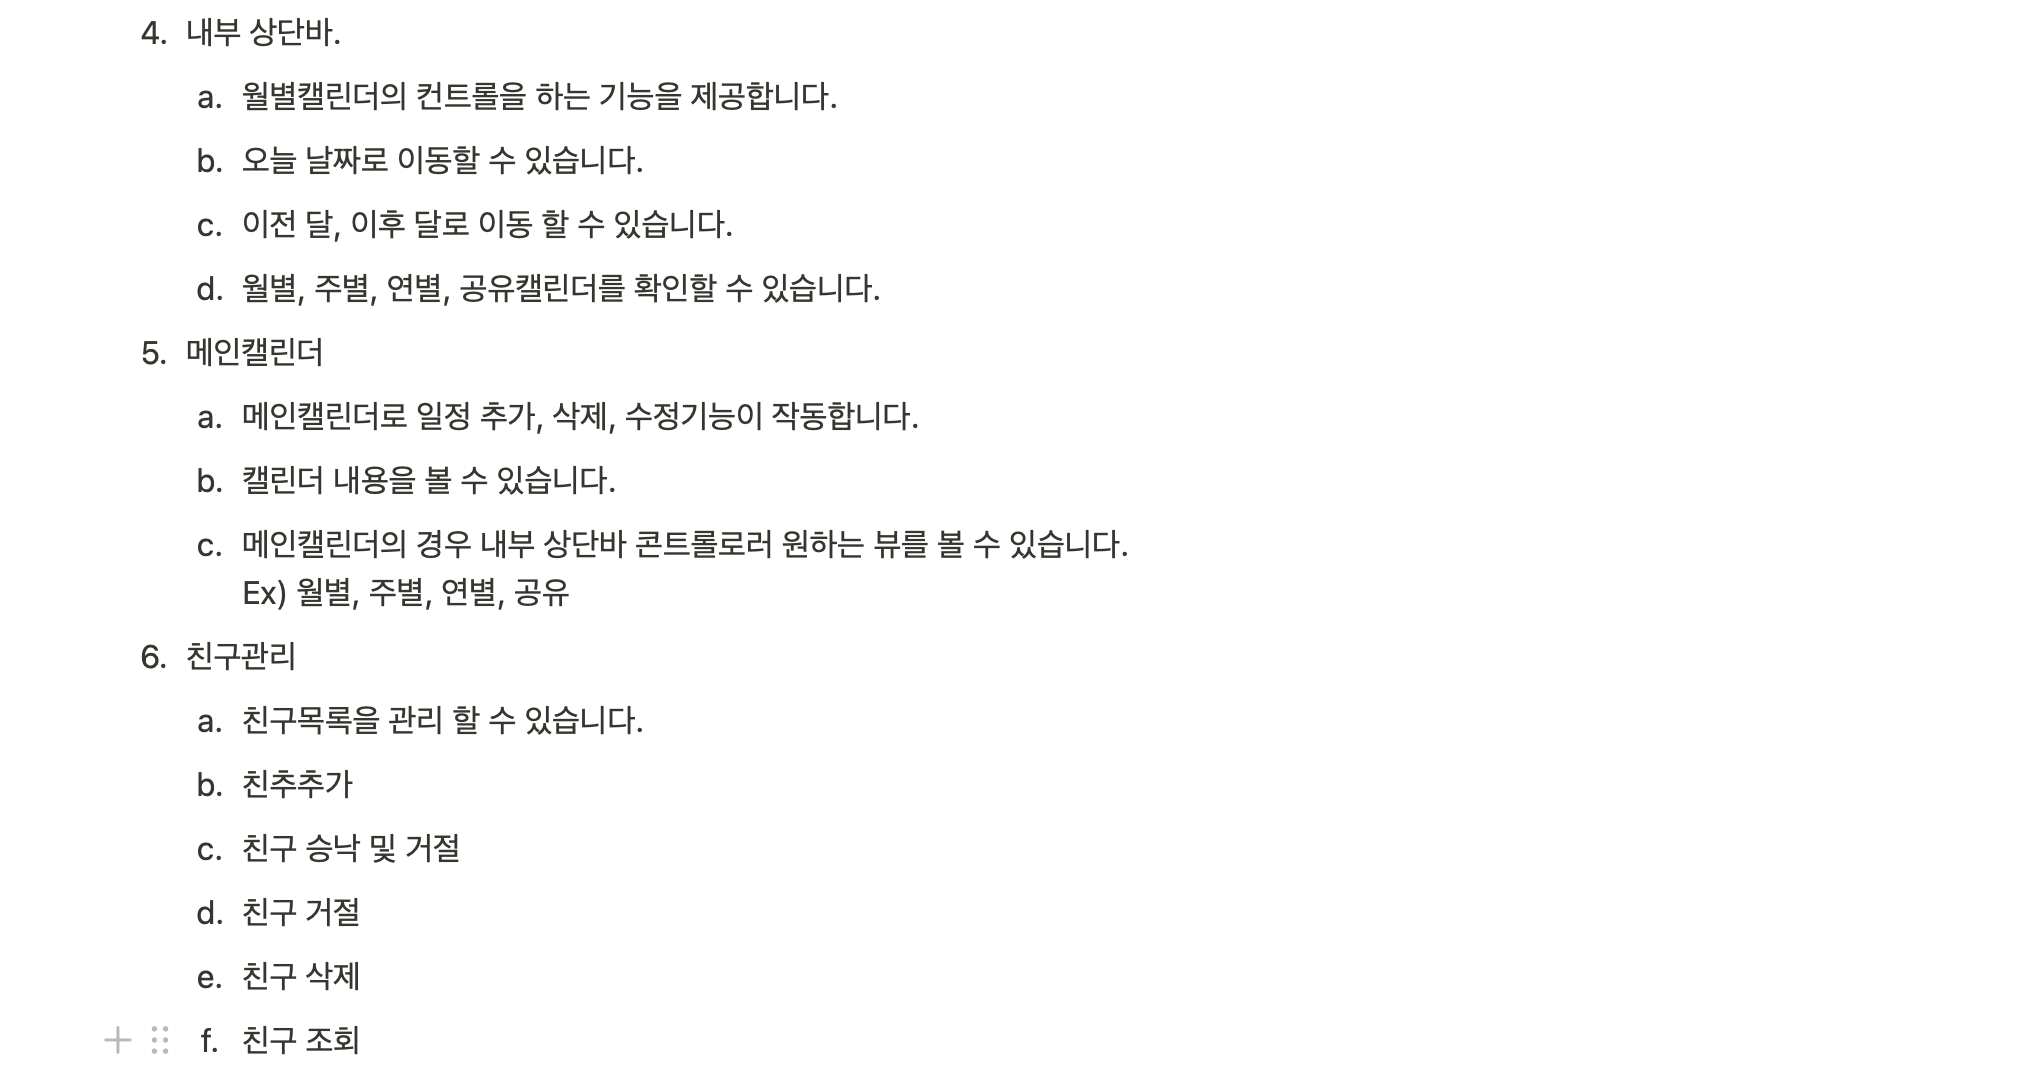 4. 내부 상단바.
a. 월별캘린더의 컨트롤을 하는 기능을 제공합니다.
b. 오늘 날짜로 이동할 수 있습니다.
c. 이전 달, 이후 달로 이동 할 수 있습니다.
d. 월별, 주별, 연별, 공유캘린더를 확인할 수 있습니다.
5. 메인캘린더
a. 메인캘린더로 일정 추가, 삭제, 수정기능이 작동합니다.
b. 캘린더 내용을 볼 수 있습니다.
c. 메인캘린더의 경우 내부 상단바 콘트롤로러 원하는 뷰를 볼 수 있습니다.
Ex) 월별, 주별, 연별, 공유
6. 친구관리
a. 친구목록을 관리 할 수 있습니다.
b. 친추추가
c. 친구 승낙 및 거절
d. 친구 거절
e. 친구 삭제
f. 친구 조회